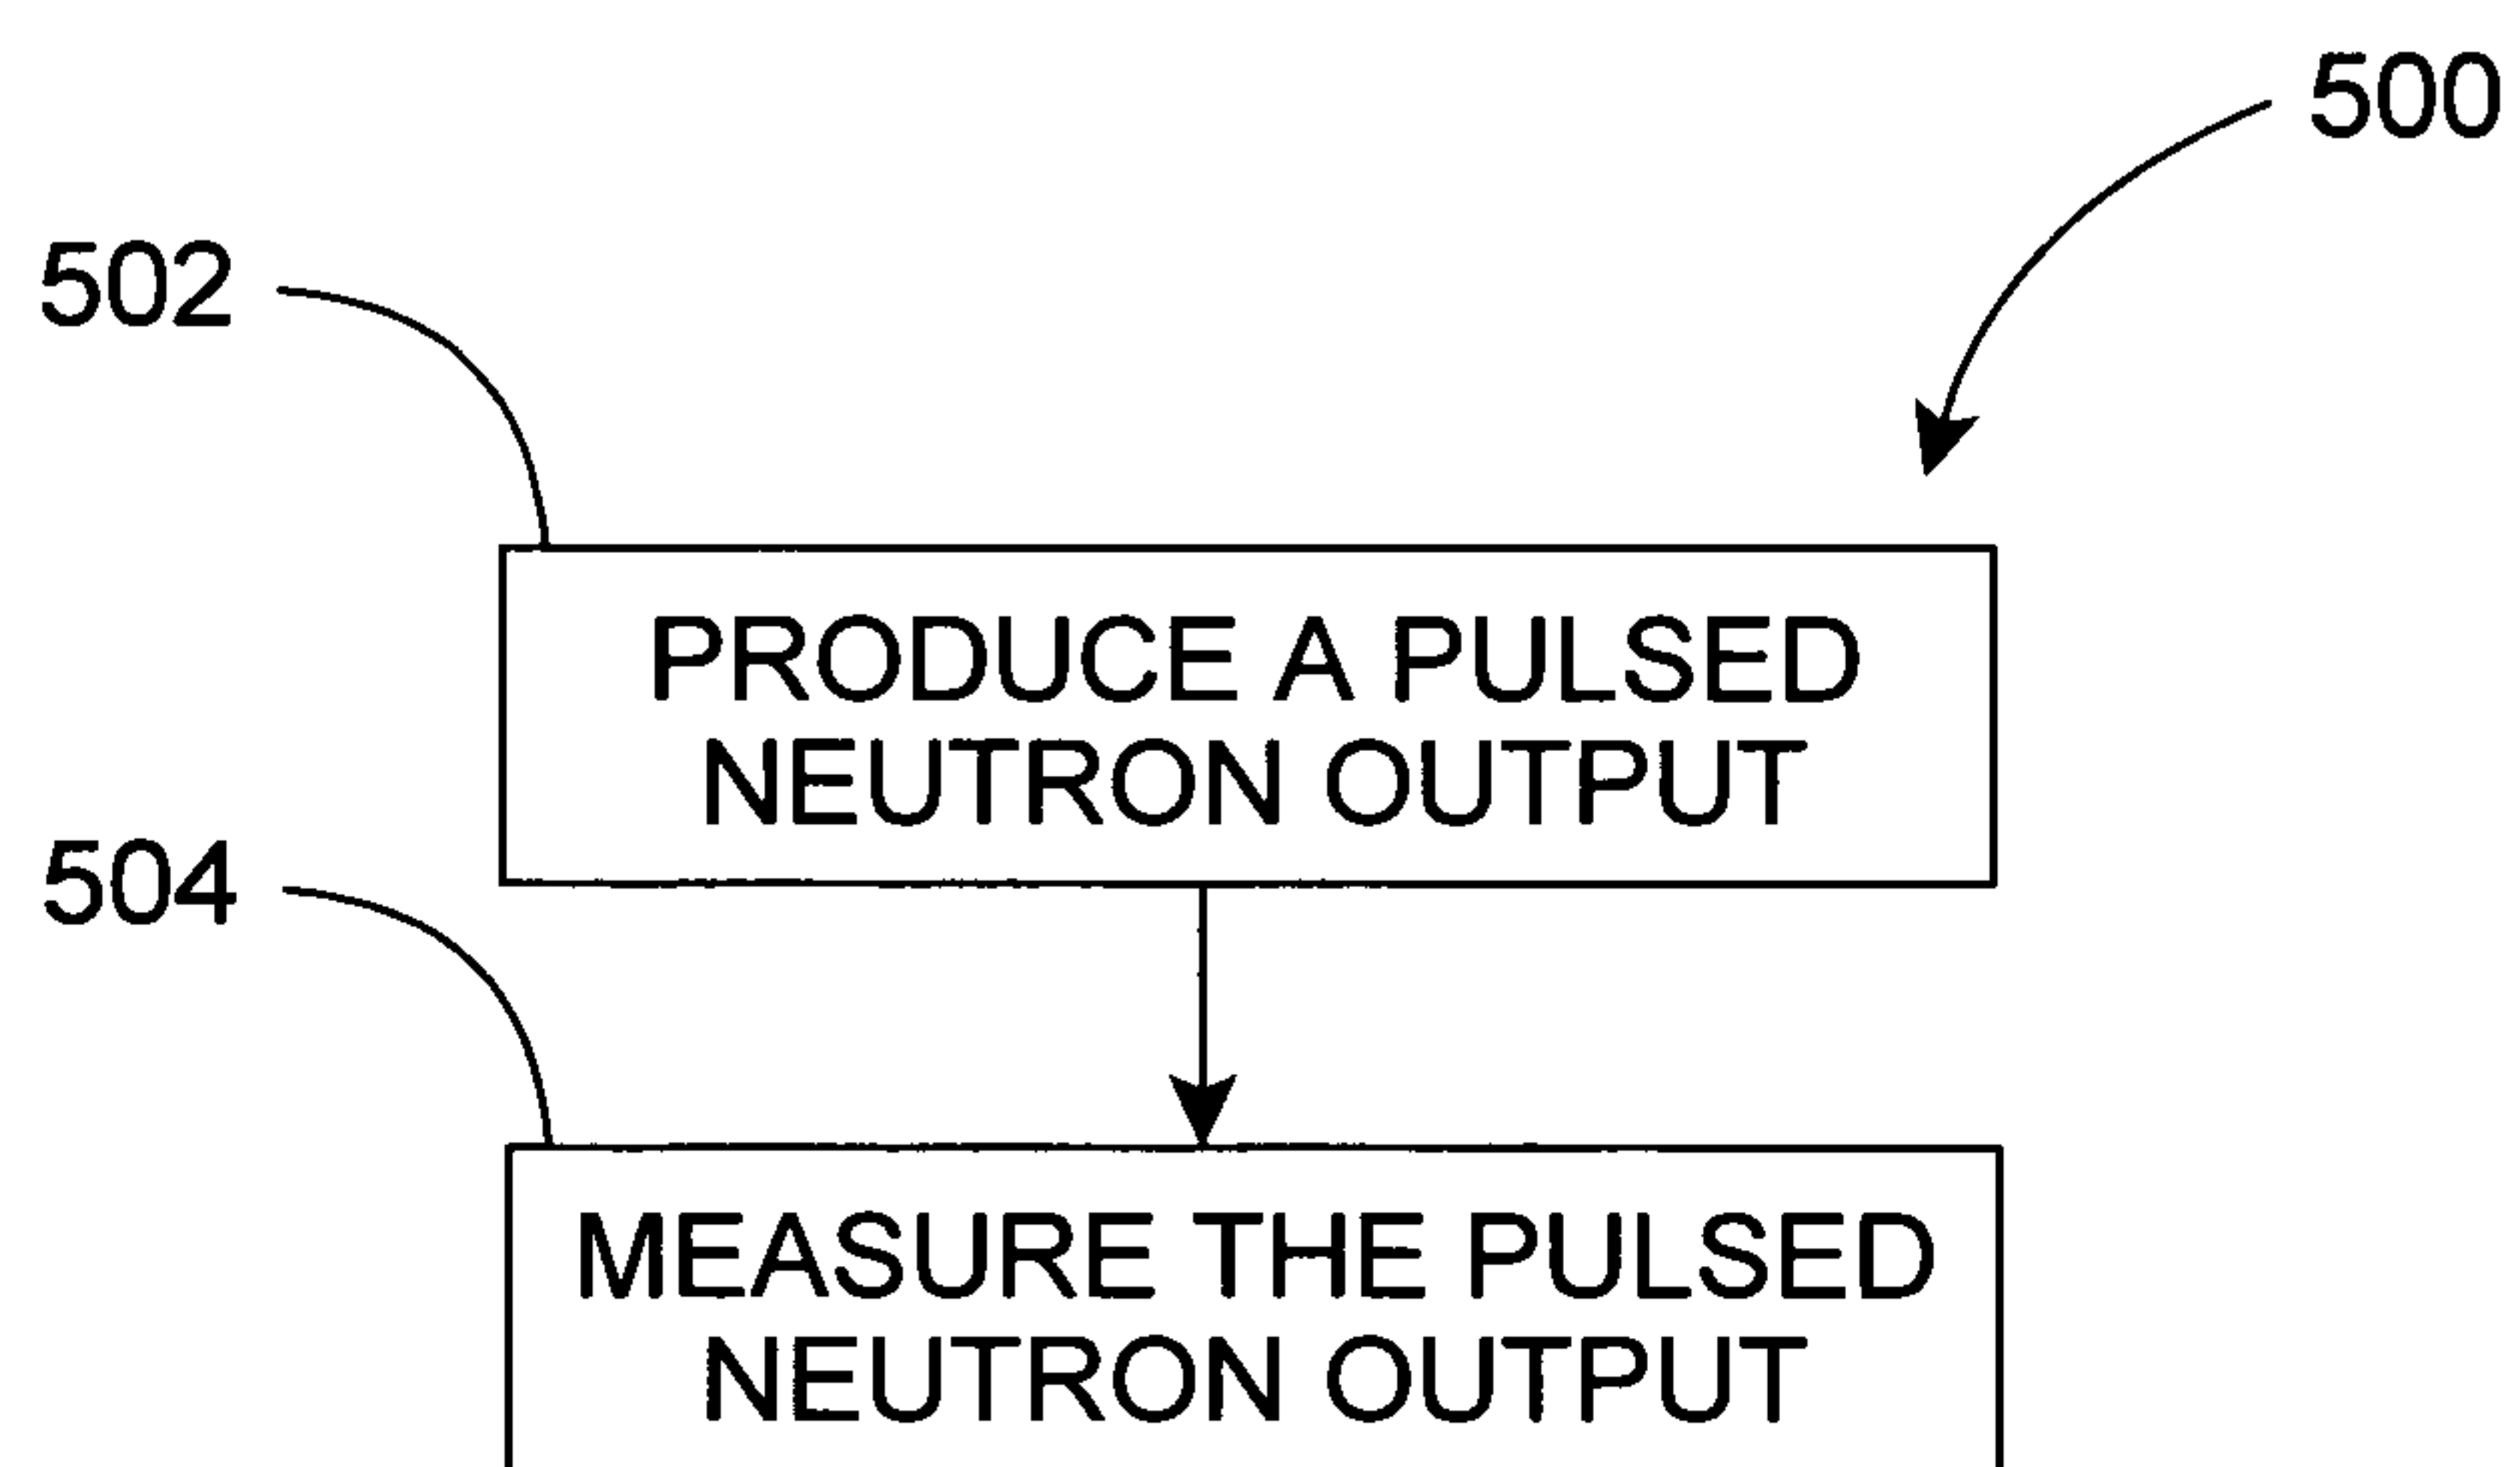 500
502
PRODUCE A PULSED
NEUTRON OUTPUT
504
MEASURE THE PULSED
NEUTRON OUTPUT